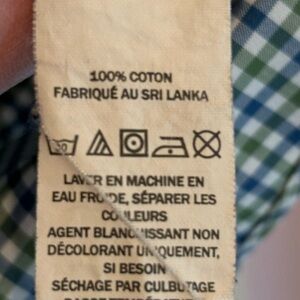 100% COTON
FABRIQUÉ AU SRI LANKA
30
LAVER EN MACHINE EN
EAU FROIDE, SÉPARER LES
COULEURS
AGENT BLANCHISSANT NON
DÉCOLORANT UNIQUEMENT,
SI BESOIN
SÉCHAGE PAR CULBUTAGE